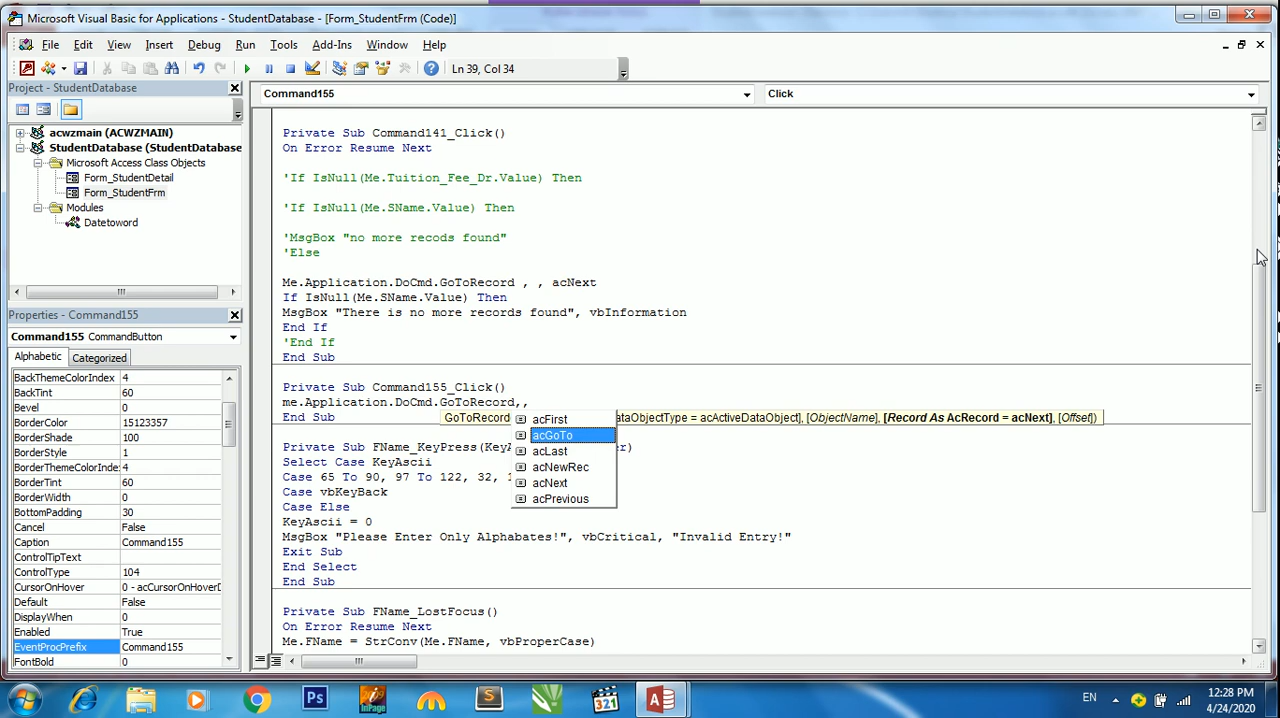 Microsoft Visual Basic for Applications - StudentDatabase - [Form_StudentFrm (Code)]
File Edit View Insert Debug Run Tools Add-Ins Window Help
Ln 39, Col 34
Project - StudentDatabase
Command155 Click
acwzmain (ACWZMAIN)
StudentDatabase (StudentDatabase
Microsoft Access Class Objects
Form_StudentDetail
Form_StudentFrm
Modules
Datetoword
Properties - Command155
Command155 CommandButton
Alphabetic Categorized
BackThemeColorIndex 4
BackTint 60
Bevel 0
BorderColor 15123357
BorderShade 100
BorderStyle 1
BorderThemeColorIndex 4
BorderTint 60
BorderWidth 0
BottomPadding 30
Cancel False
Caption Command155
ControlTipText
ControlType 104
CursorOnHover 0 - acCursorOnHoverD
Default False
DisplayWhen 0
Enabled True
EventProcPrefix Command155
FontBold 0
Private Sub Command141_Click()
On Error Resume Next
'If IsNull(Me.Tuition_Fee_Dr.Value) Then
'If IsNull(Me.SName.Value) Then
'MsgBox "no more recods found"
'Else
Me.Application.DoCmd.GoToRecord , , acNext
If IsNull(Me.SName.Value) Then
MsgBox "There is no more records found", vbInformation
End If
'End If
End Sub
Private Sub Command155_Click()
me.Application.DoCmd.GoToRecord,,
End Sub
GoToRecord ataObjectType = acActiveDataObject], [ObjectName], [Record As AcRecord = acNext], [Offset])
acFirst
acGoTo
acLast
acNewRec
acNext
acPrevious
Private Sub FName_KeyPress(KeyA er)
Select Case KeyAscii
Case 65 To 90, 97 To 122, 32, 1
Case vbKeyBack
Case Else
KeyAscii = 0
MsgBox "Please Enter Only Alphabates!", vbCritical, "Invalid Entry!"
Exit Sub
End Select
End Sub
Private Sub FName_LostFocus()
On Error Resume Next
Me.FName = StrConv(Me.FName, vbProperCase)
Ps
InPage
S
321
A
EN
12:28 PM
4/24/2020